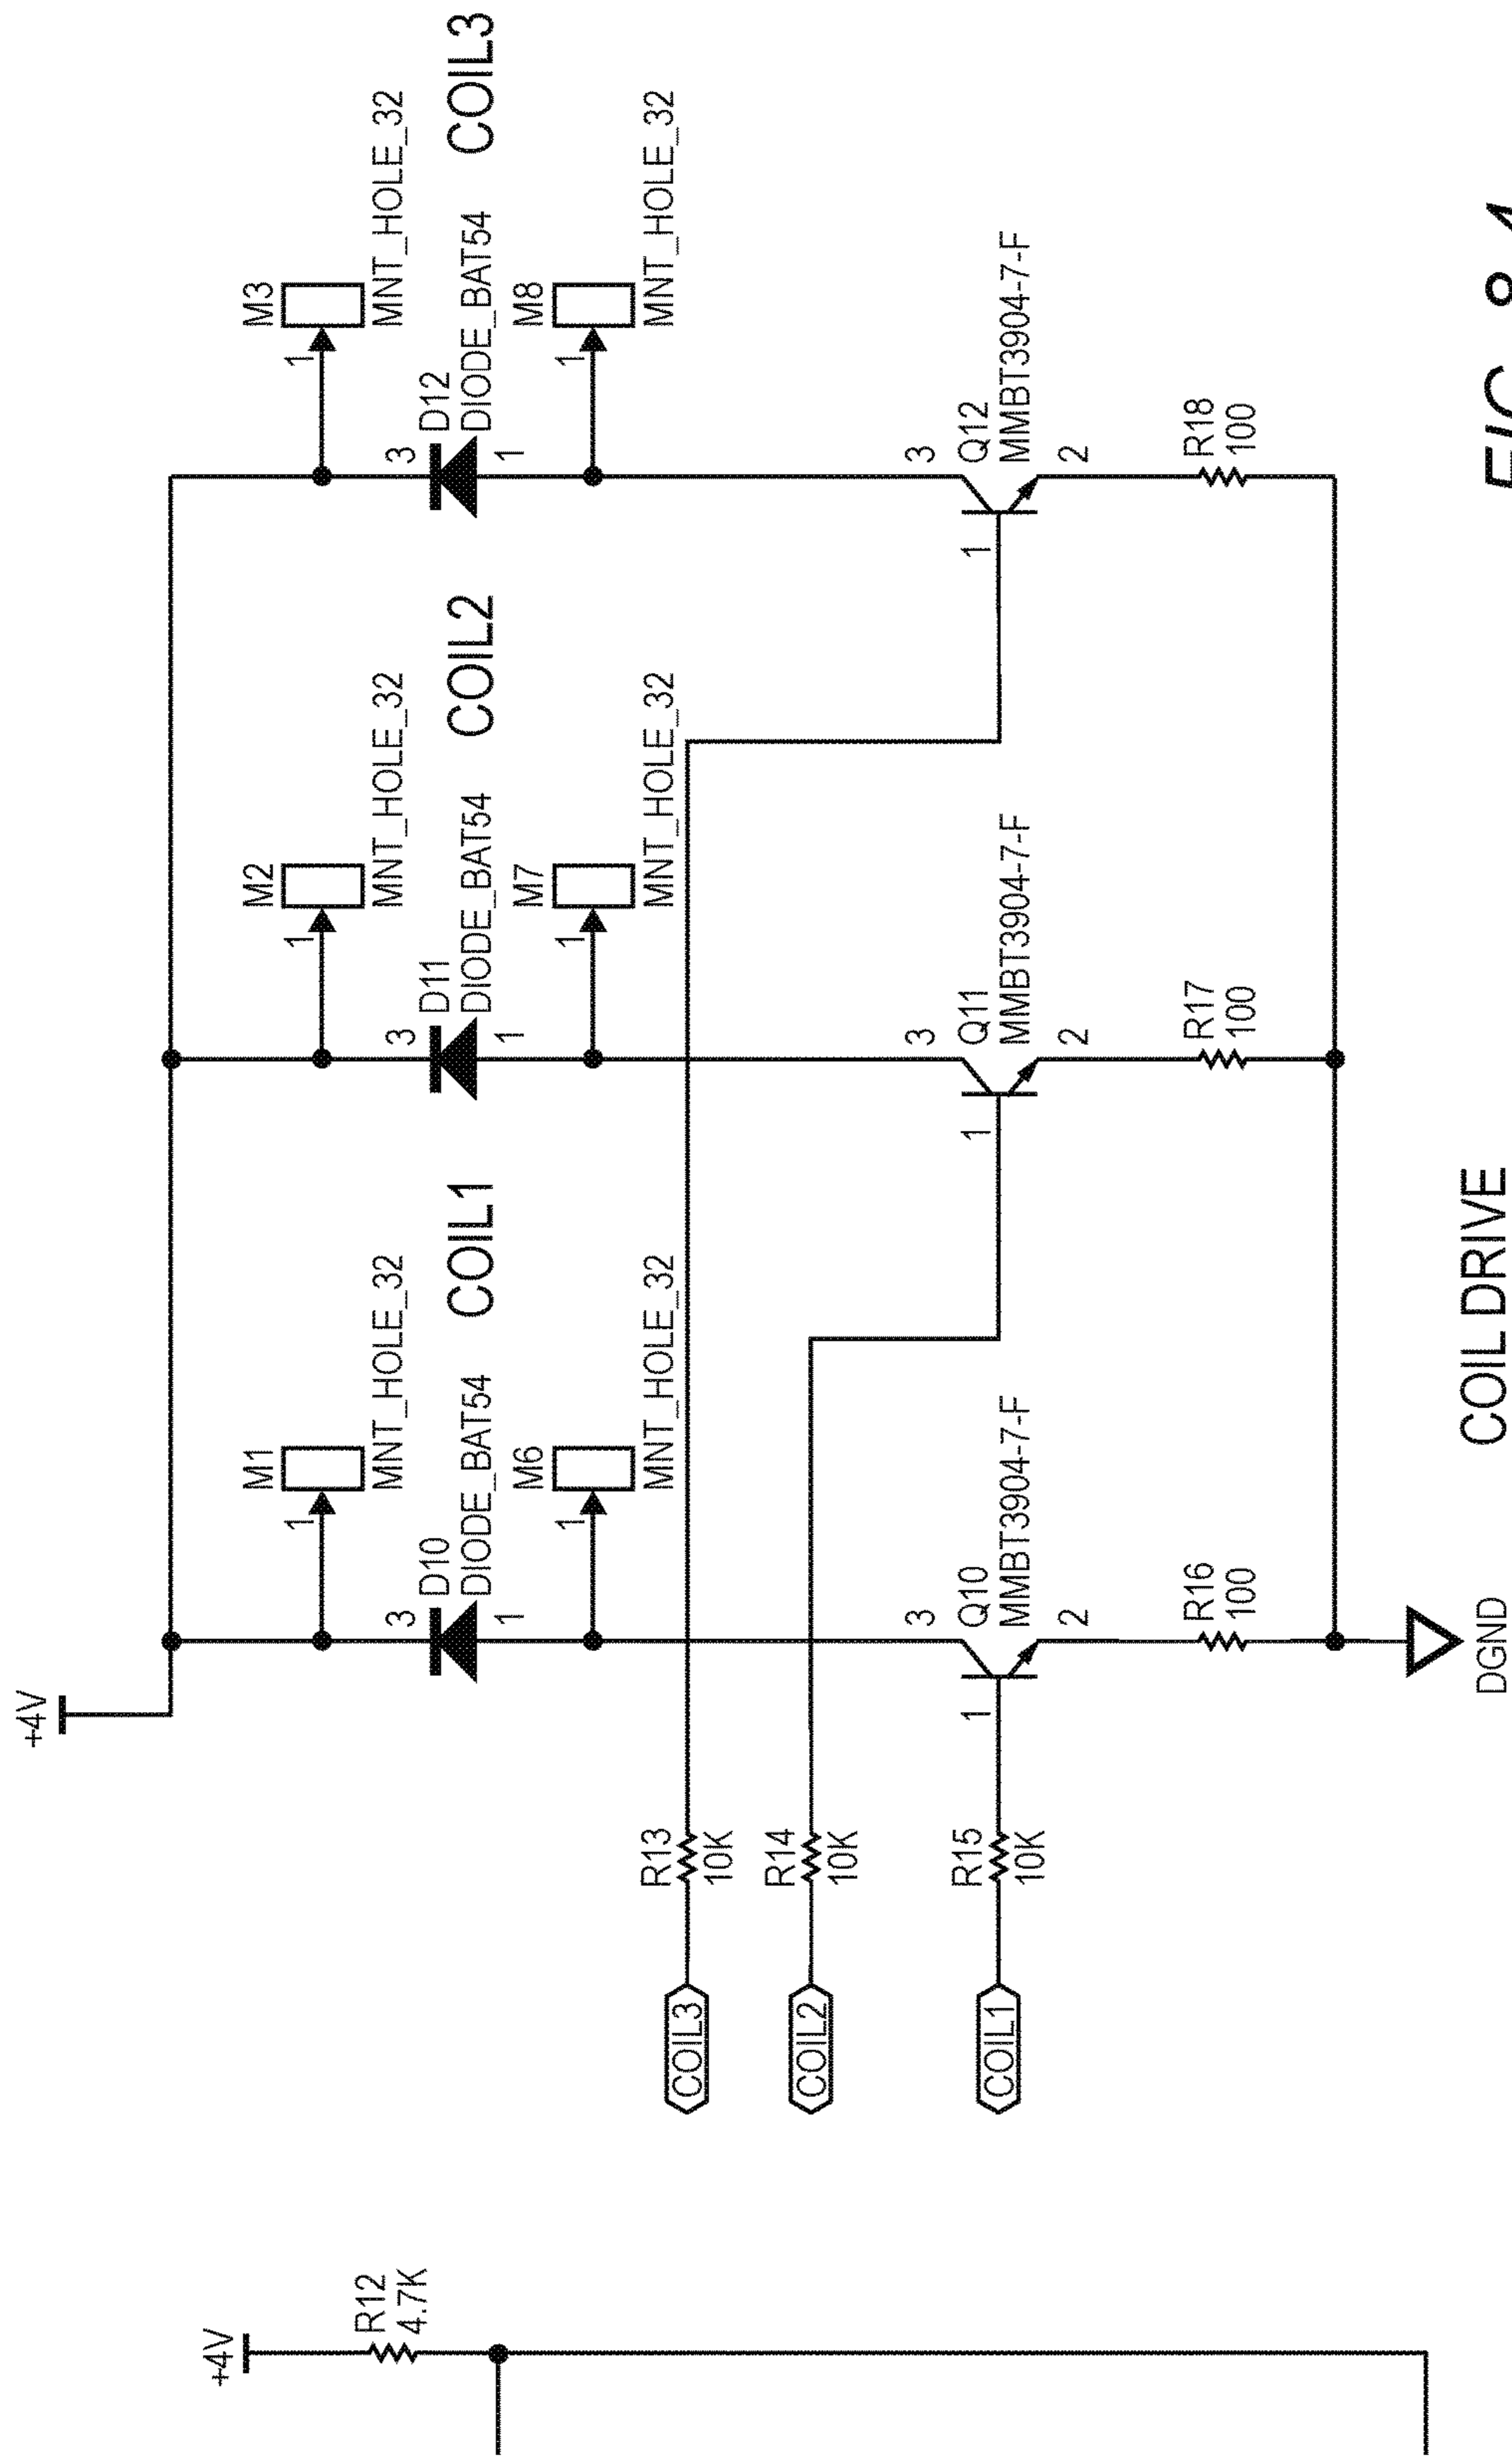 +4V
R12
4.7K
+4V
M1
1
MNT_HOLE_32
3
D10
DIODE_BAT54
1
COIL1
M6
1
MNT_HOLE_32
M2
1
MNT_HOLE_32
3
D11
DIODE_BAT54
1
COIL2
M7
1
MNT_HOLE_32
M3
1
MNT_HOLE_32
3
D12
DIODE_BAT54
1
COIL3
M8
1
MNT_HOLE_32
COIL3
R13
10K
COIL2
R14
10K
COIL1
R15
10K
3
Q10
MMBT3904-7-F
1
2
3
Q11
MMBT3904-7-F
1
2
3
Q12
MMBT3904-7-F
1
2
R16
100
R17
100
R18
100
DGND
COIL DRIVE